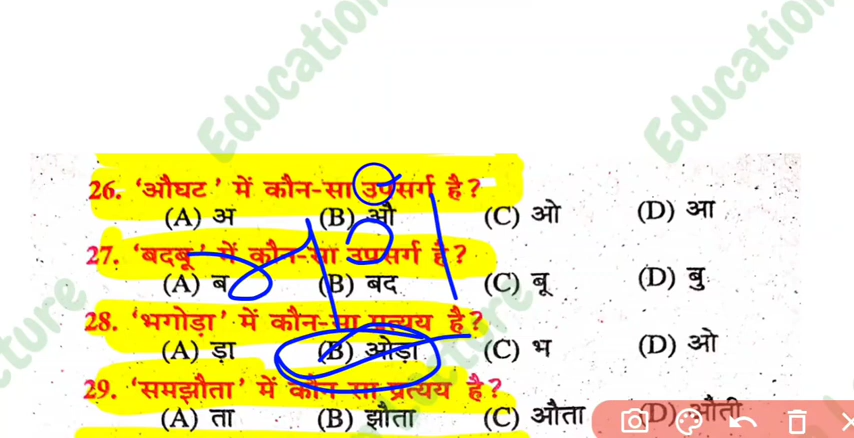 Education
Education
26. ‘औघट’ में कौन-सा उपसर्ग है?
(A) अ (B) औ (C) ओ (D) आ
27. ‘बदबू’ में कौन-सा उपसर्ग है?
(A) ब (B) बद (C) बू (D) बु
28. ‘भगोड़ा’ में कौन-सा प्रत्यय है?
(A) ड़ा (B) ओड़ा (C) भ (D) ओ
29. ‘समझौता’ में कौन सा प्रत्यय है?
(A) ता (B) झौता (C) औता (D) औती